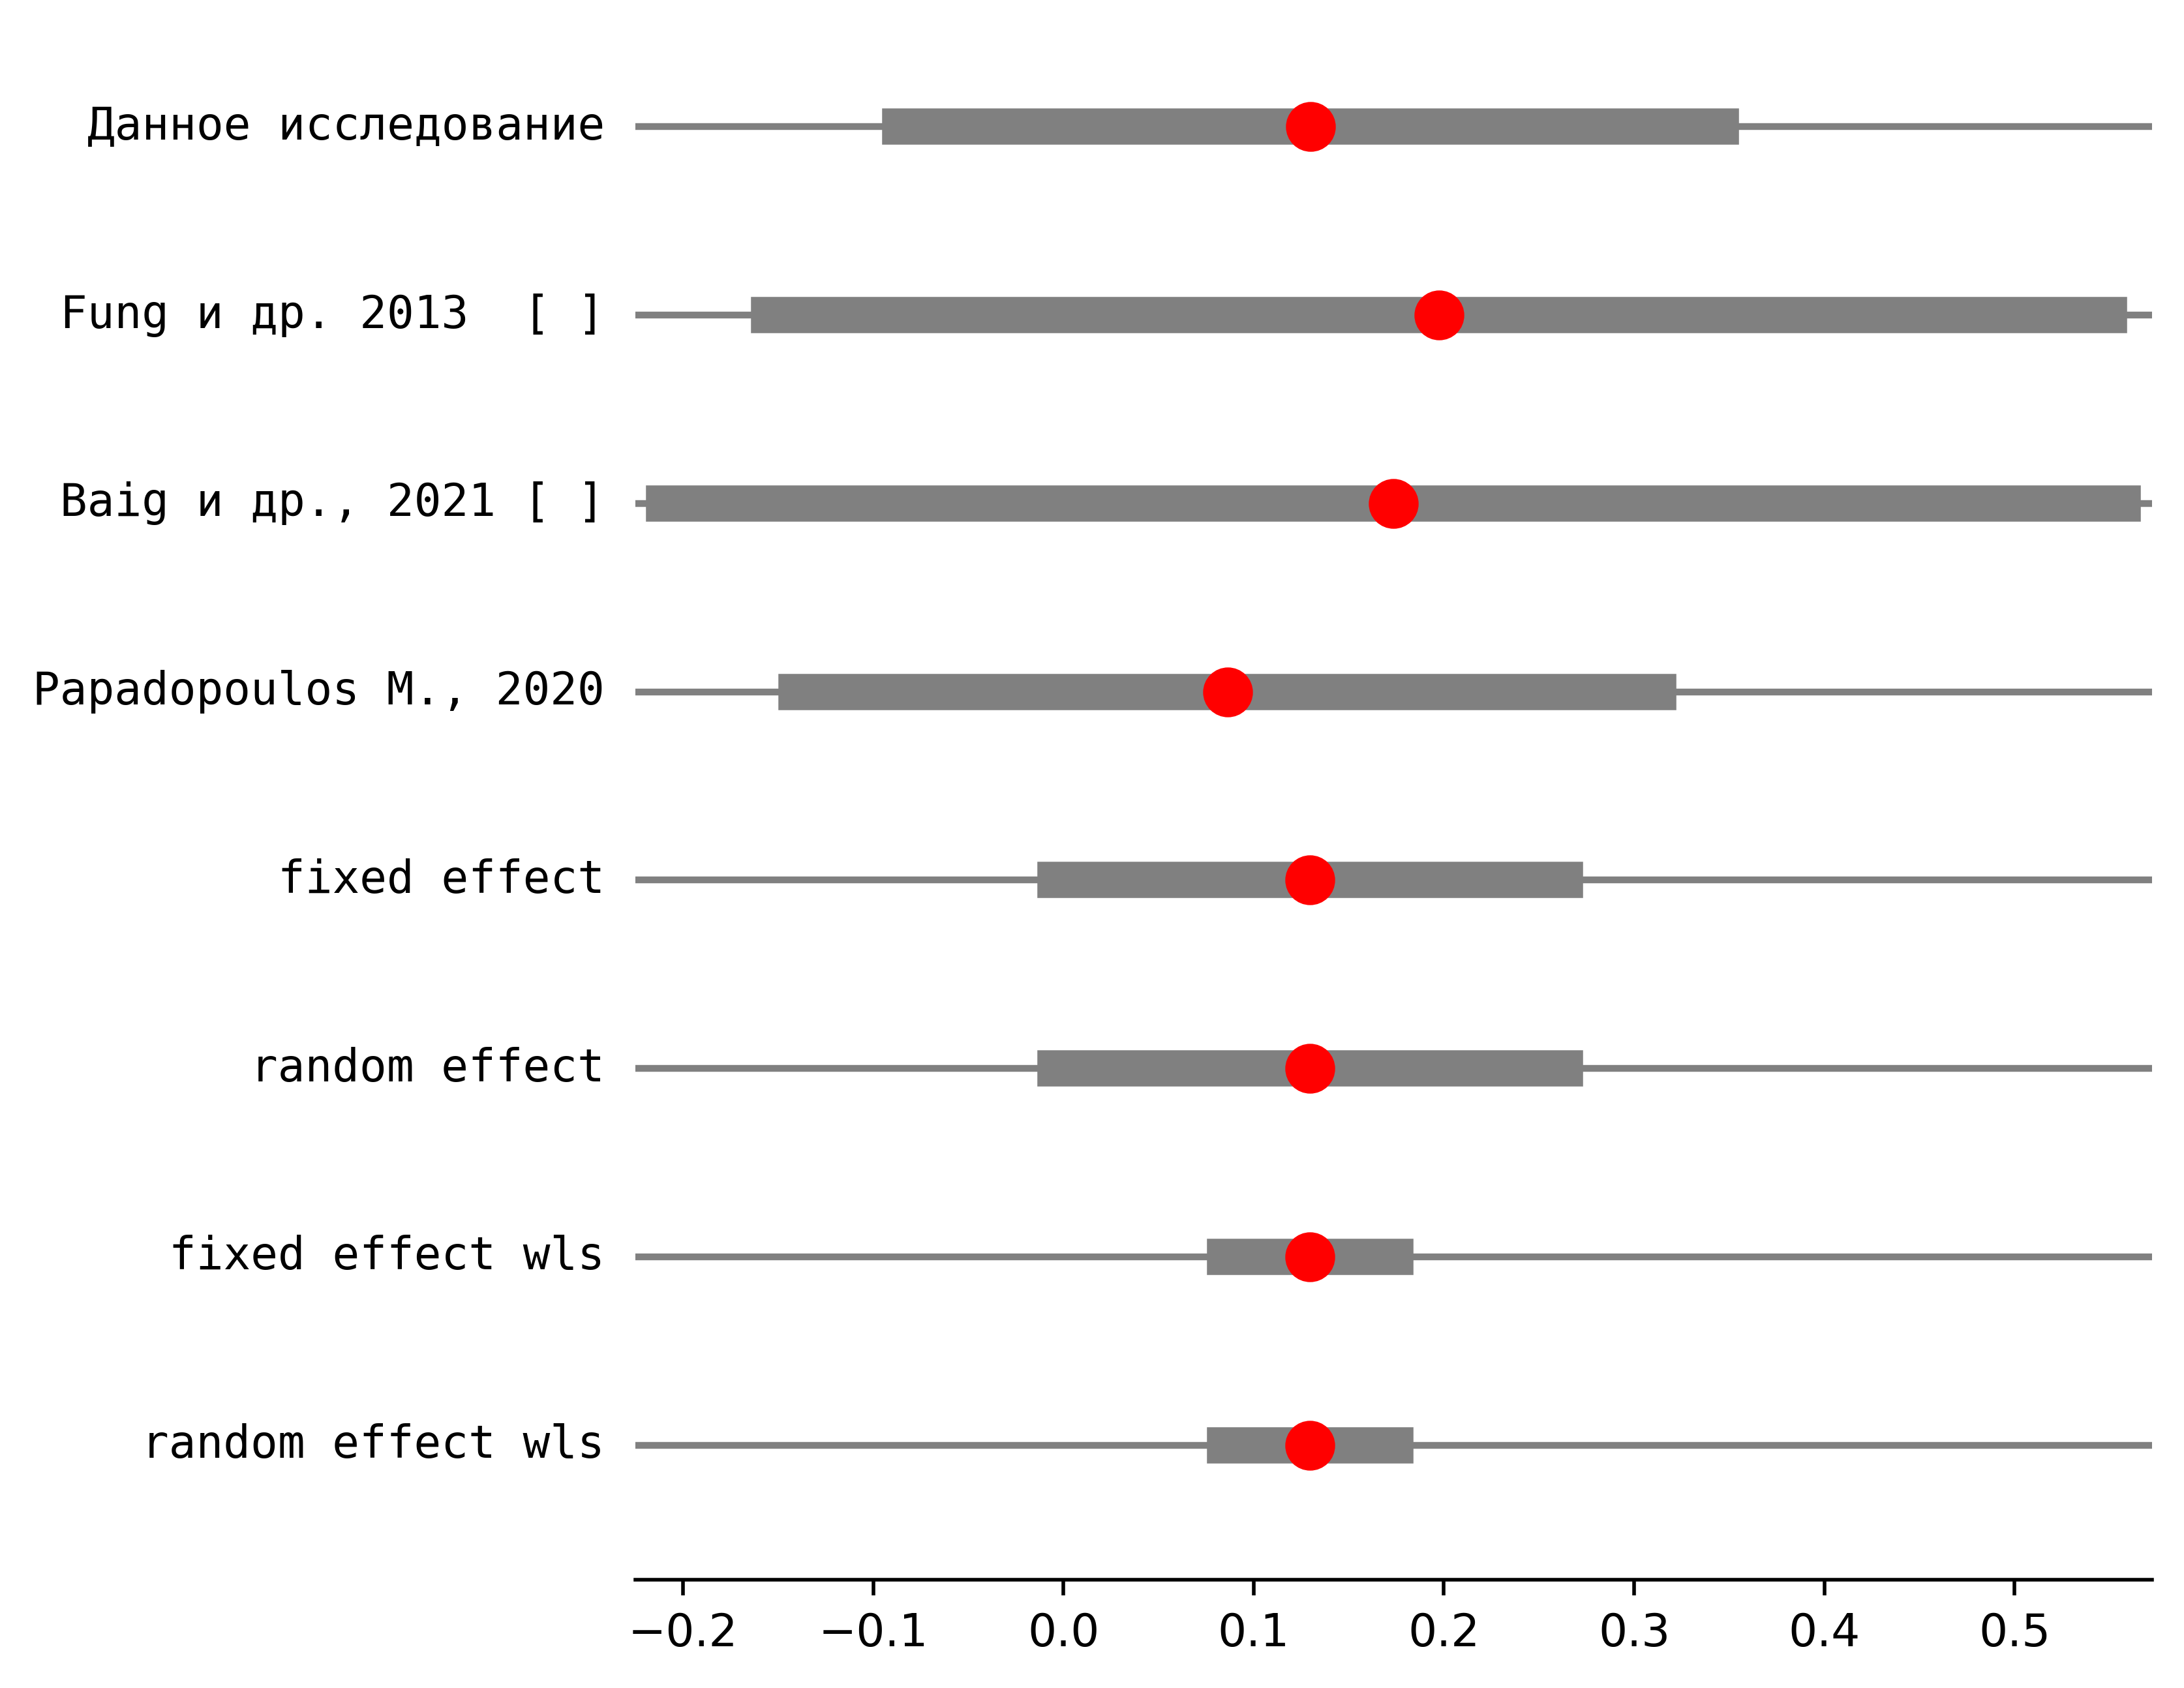 Данное исследование
Fung и др. 2013  [ ]
Baig и др., 2021 [ ]
Papadopoulos M., 2020
fixed effect
random effect
fixed effect wls
random effect wls
−0.2 −0.1 0.0 0.1 0.2 0.3 0.4 0.5